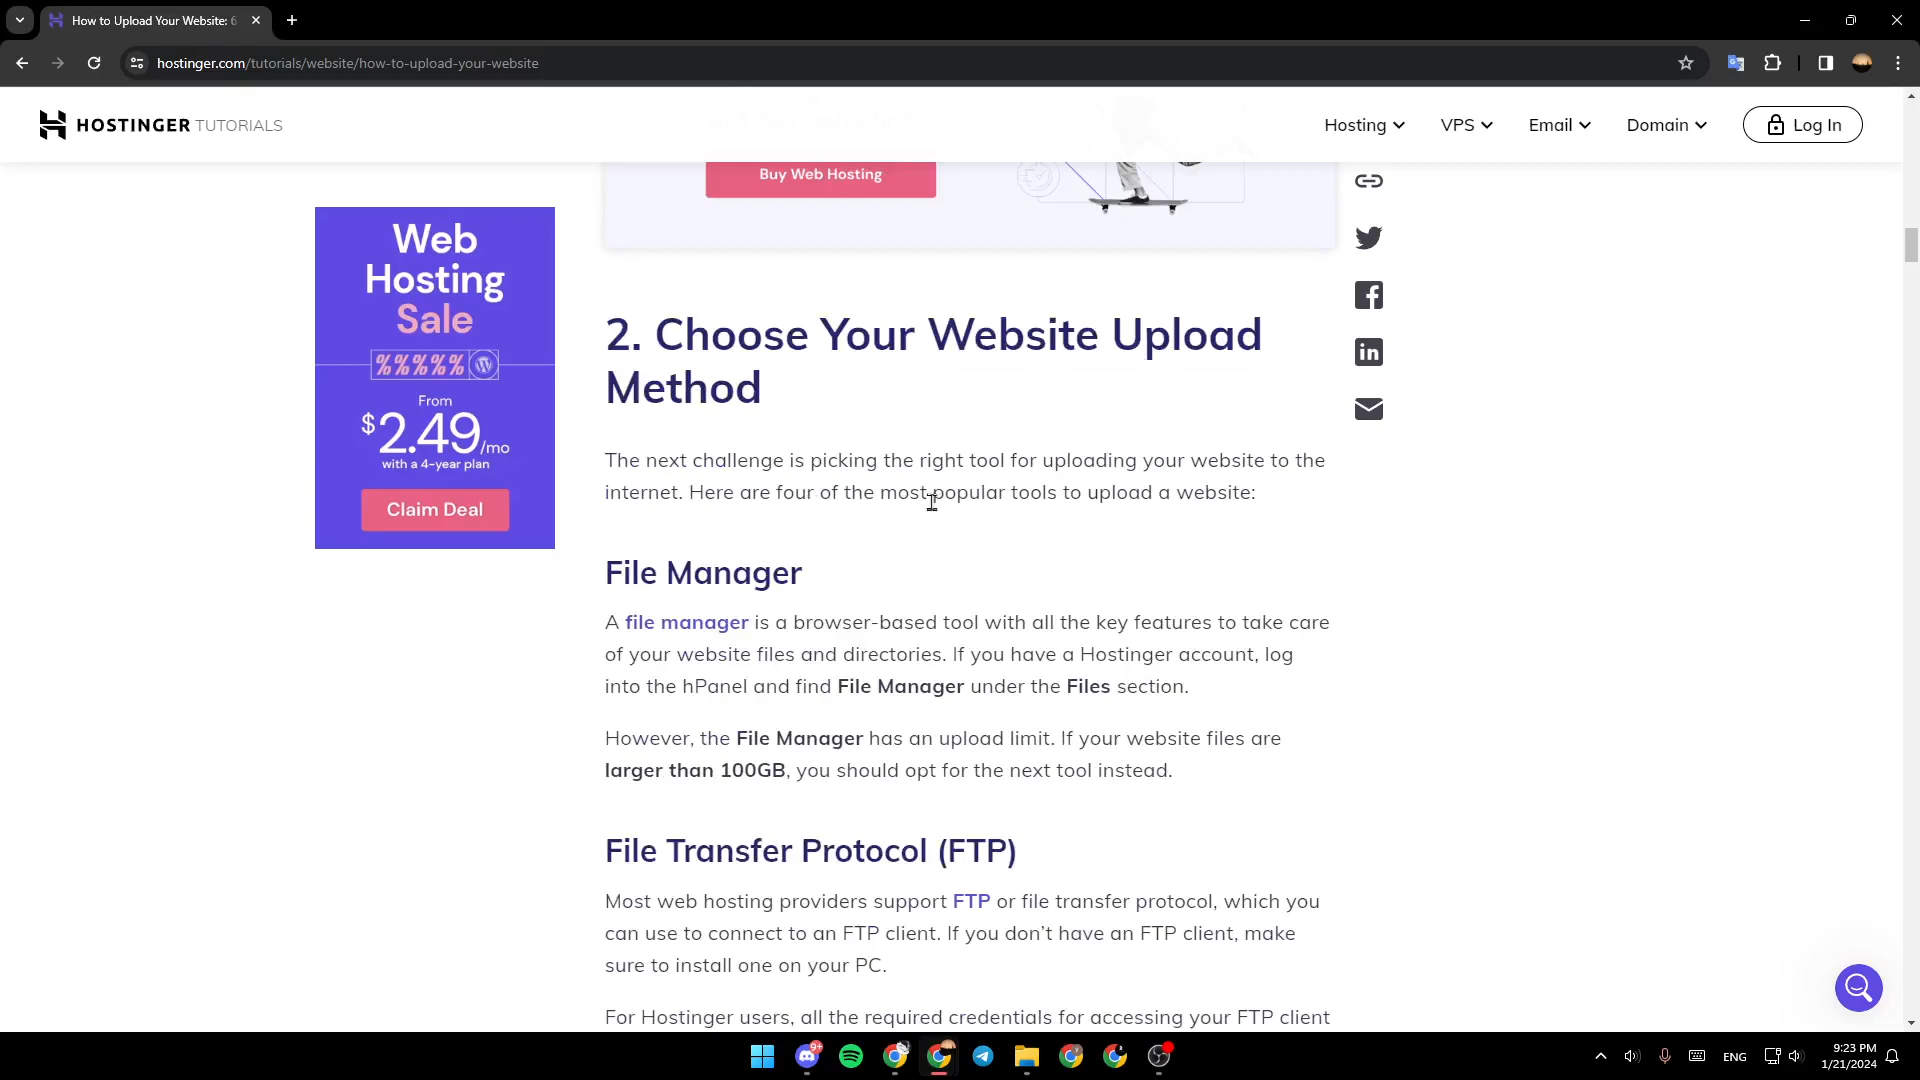 How to Upload Your Website: 6
hostinger.com/tutorials/website/how-to-upload-your-website
HOSTINGER TUTORIALS
Hosting
VPS
Email
Domain
Log In
Buy Web Hosting
Web
Hosting
Sale
%%%%%
From
$2.49/mo
with a 4-year plan
Claim Deal
2. Choose Your Website Upload
Method
The next challenge is picking the right tool for uploading your website to the
internet. Here are four of the most popular tools to upload a website:
File Manager
A file manager is a browser-based tool with all the key features to take care
of your website files and directories. If you have a Hostinger account, log
into the hPanel and find File Manager under the Files section.
However, the File Manager has an upload limit. If your website files are
larger than 100GB, you should opt for the next tool instead.
File Transfer Protocol (FTP)
Most web hosting providers support FTP or file transfer protocol, which you
can use to connect to an FTP client. If you don’t have an FTP client, make
sure to install one on your PC.
For Hostinger users, all the required credentials for accessing your FTP client
9+
ENG
9:23 PM
1/21/2024